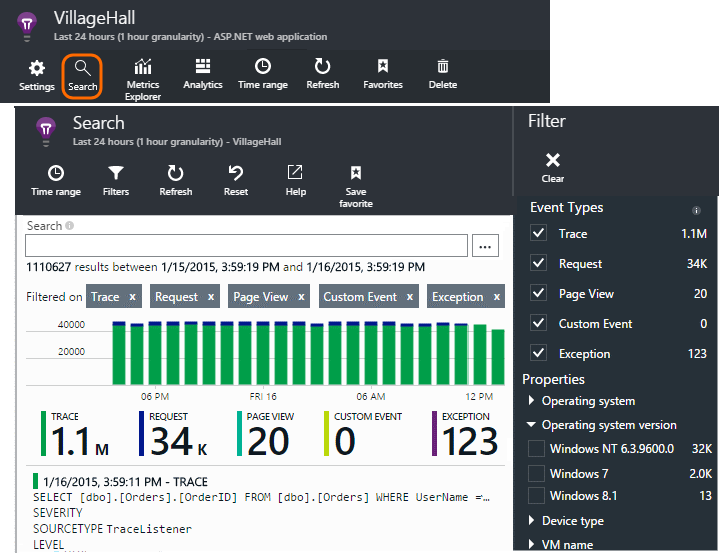 VillageHall
Last 24 hours (1 hour granularity) - ASP.NET web application
Settings
Search
Metrics
Explorer
Analytics
Time range
Refresh
Favorites
Delete
Search
Last 24 hours (1 hour granularity) - VillageHall
Time range
Filters
Refresh
Reset
Help
Save
favorite
Search
...
1110627 results between 1/15/2015, 3:59:19 PM and 1/16/2015, 3:59:19 PM
Filtered on Trace x Request x Page View x Custom Event x Exception x
40000
20000
06 PM FRI 16 06 AM 12 PM
TRACE
1.1 M
REQUEST
34 K
PAGE VIEW
20
CUSTOM EVENT
0
EXCEPTION
123
1/16/2015, 3:59:11 PM - TRACE
SELECT [dbo].[Orders].[OrderID] FROM [dbo].[Orders] WHERE UserName =…
SEVERITY
SOURCETYPE TraceListener
LEVEL
Filter
Clear
Event Types
Trace 1.1M
Request 34K
Page View 20
Custom Event 0
Exception 123
Properties
Operating system
Operating system version
Windows NT 6.3.9600.0 32K
Windows 7 2.0K
Windows 8.1 13
Device type
VM name